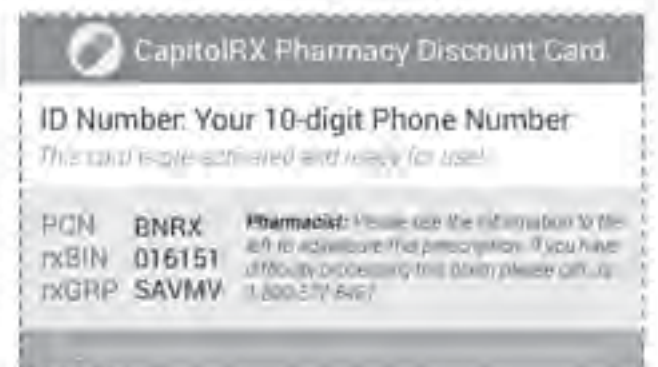 CapitolRX Pharmacy Discount Card
ID Number: Your 10-digit Phone Number
This card is pre-activated and ready for use!
PCN BNRX
rxBIN 016151
rxGRP SAVMV
Pharmacist: Please use the information to the
left to this prescription. If you have
difficulty processing this claim please call us